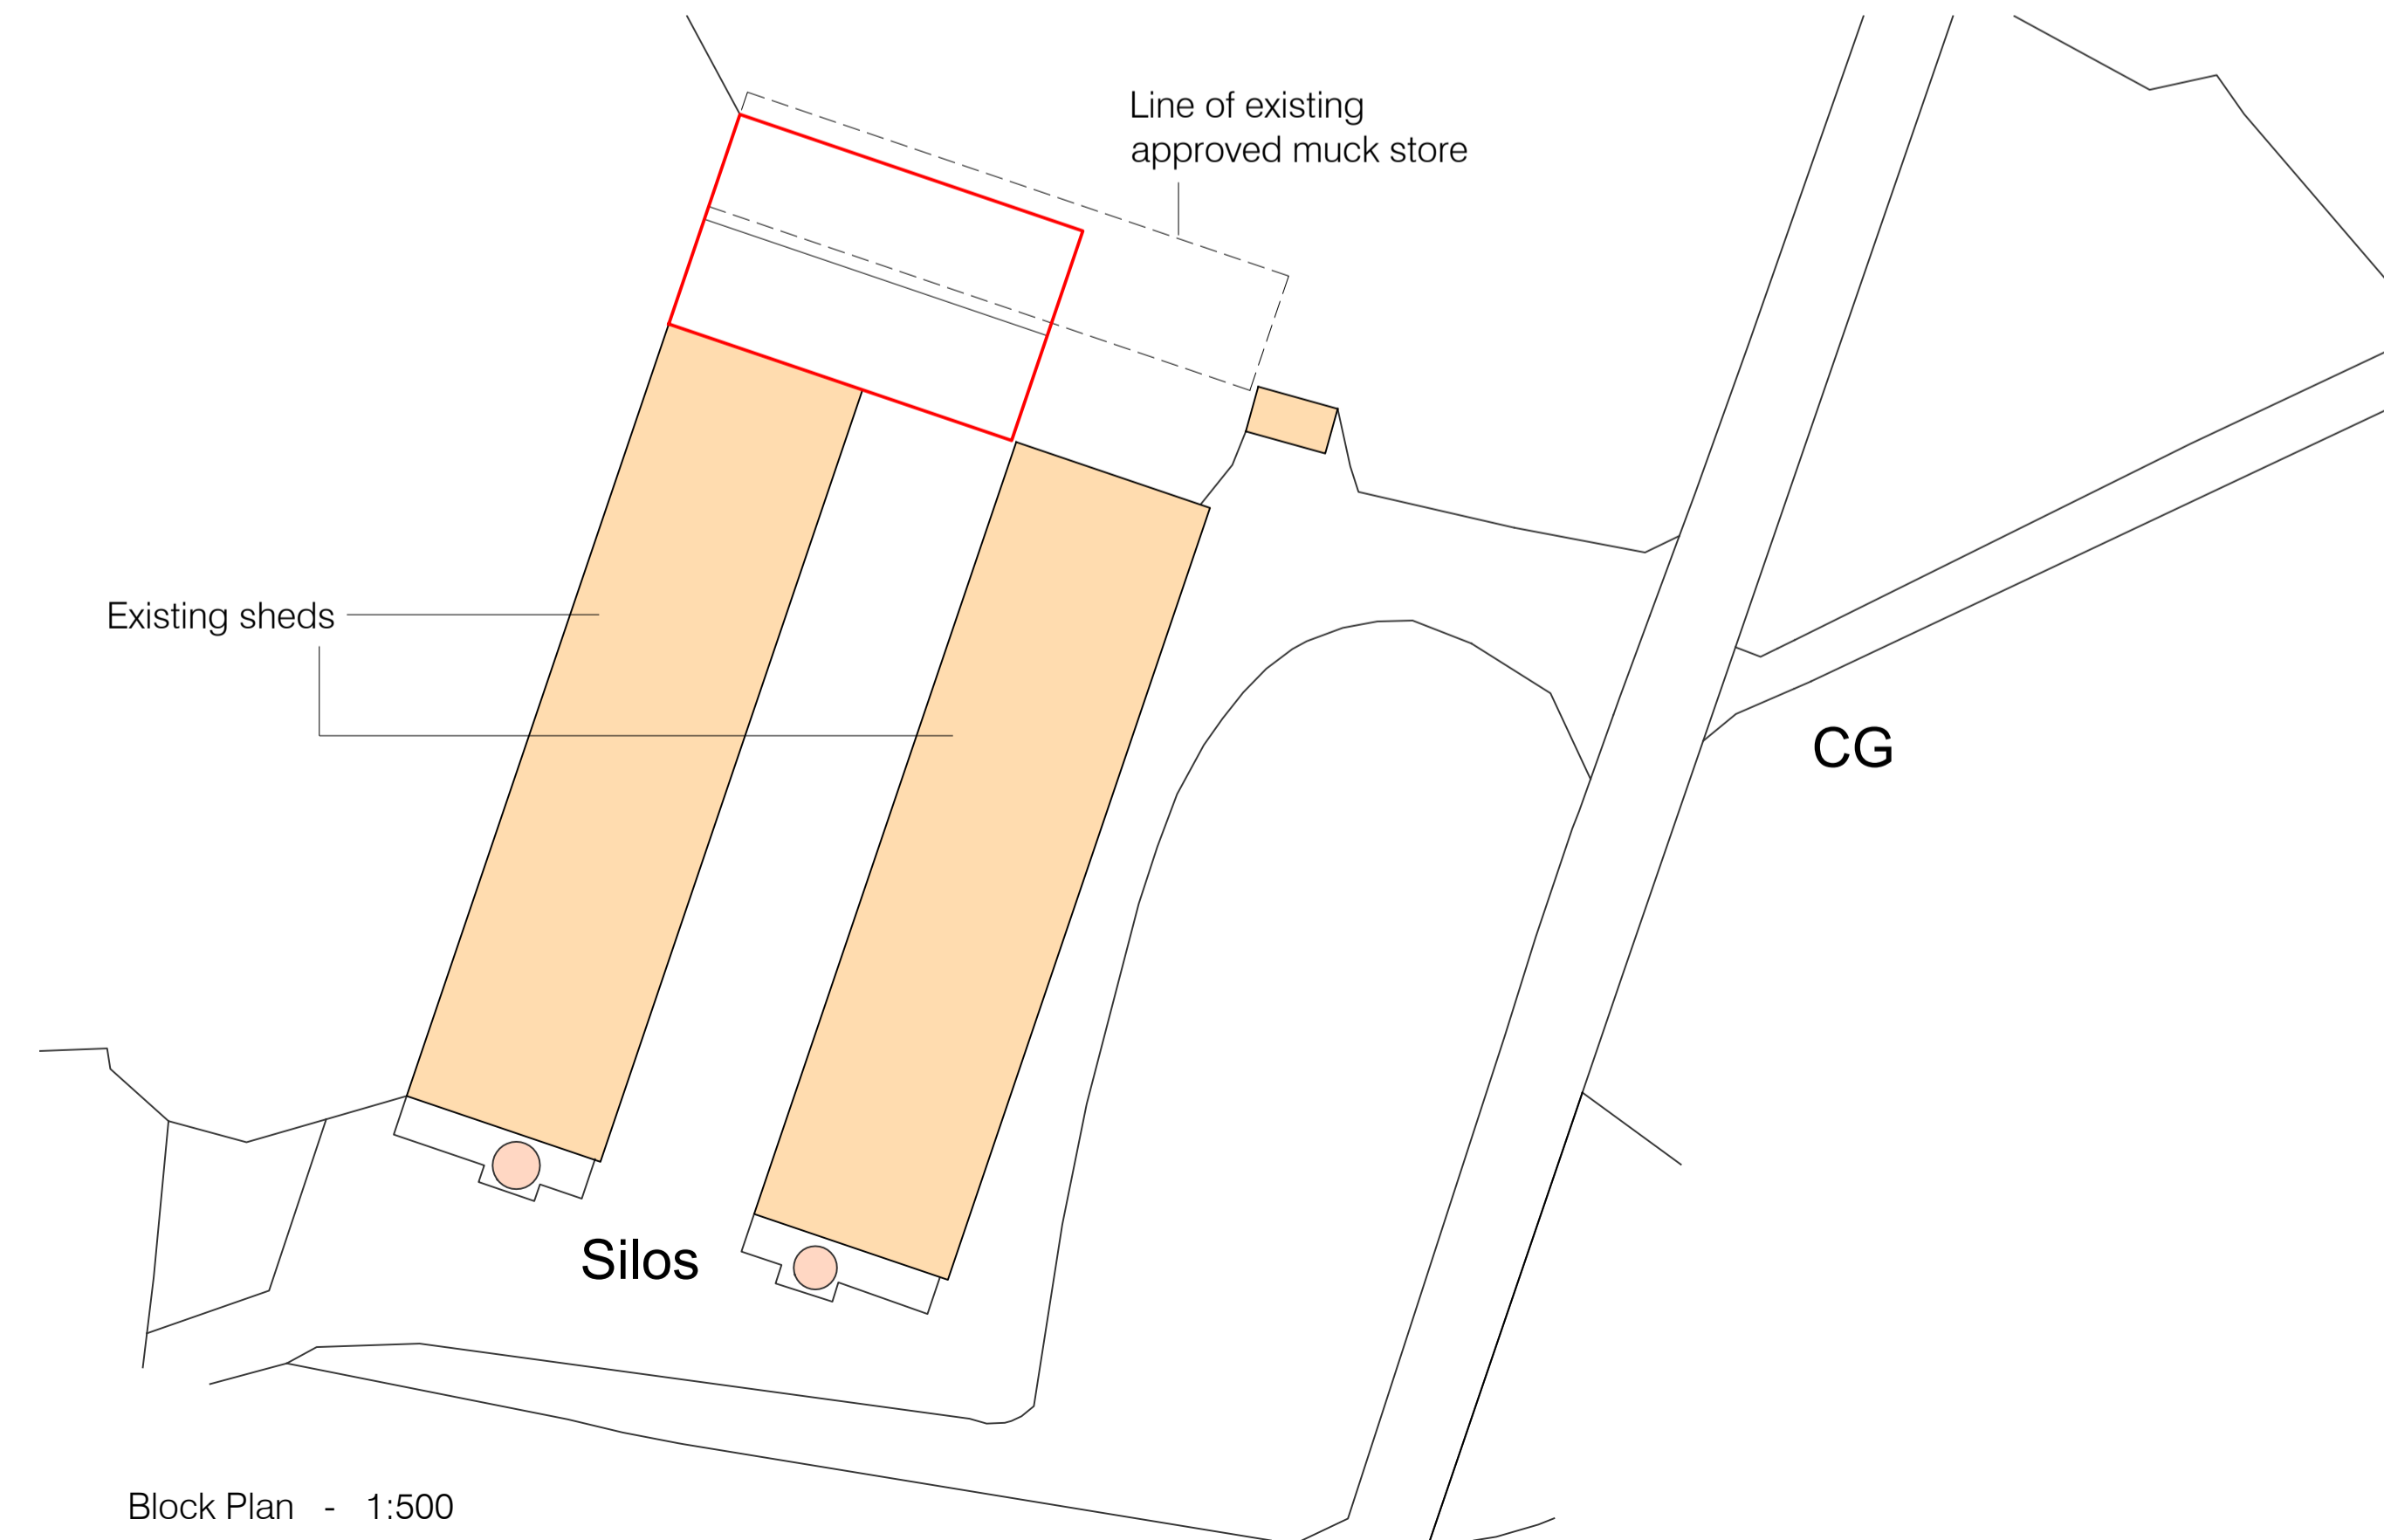 Line of existing
approved muck store
Existing sheds
CG
Silos
Block Plan - 1:500